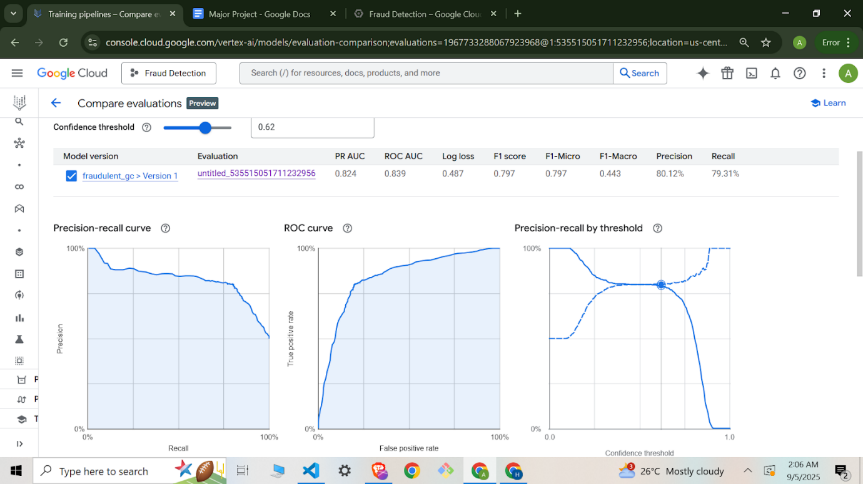 Training pipelines – Compare ev
Major Project - Google Docs
Fraud Detection – Google Clou
console.cloud.google.com/vertex-ai/models/evaluation-comparison;evaluations=1967733288067923968@1:535515051711232956;location=us-cent...
A
Error
Google Cloud
Fraud Detection
Search (/) for resources, docs, products, and more
Search
A
Compare evaluations
Preview
Learn
Confidence threshold
0.62
Model version Evaluation PR AUC ROC AUC Log loss F1 score F1-Micro F1-Macro Precision Recall
fraudulent_gc > Version 1 untitled_535515051711232956 0.824 0.839 0.487 0.797 0.797 0.443 80.12% 79.31%
Precision-recall curve
ROC curve
Precision-recall by threshold
100%
100%
100%
Precision
True positive rate
0%
0%
0%
0%
100%
0%
100%
0.0
1.0
Recall
False positive rate
Confidence threshold
P
P
T
Type here to search
3
26°C Mostly cloudy
2:06 AM
9/5/2025
2